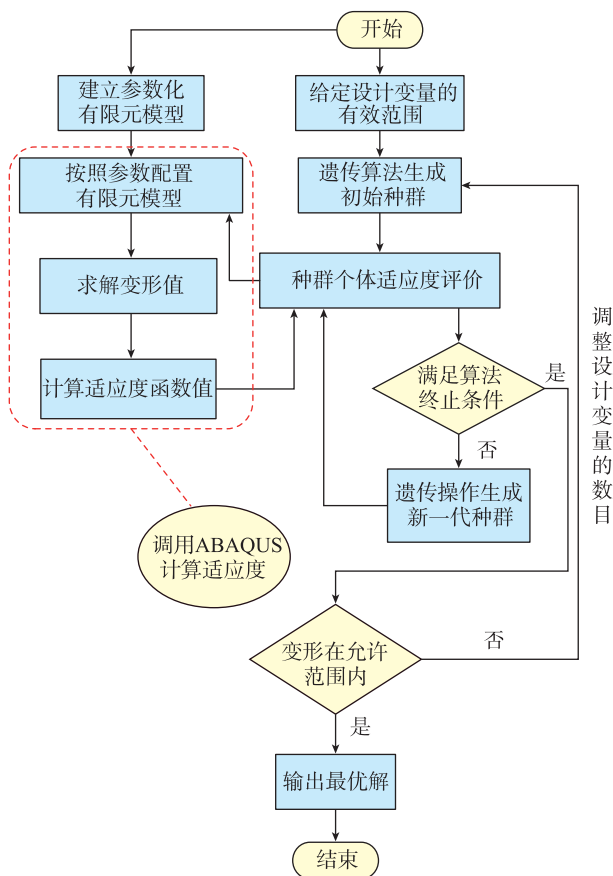 开始
建立参数化
有限元模型
给定设计变量的
有效范围
按照参数配置
有限元模型
遗传算法生成
初始种群
求解变形值
种群个体适应度评价
计算适应度函数值
满足算法
终止条件
是
否
遗传操作生成
新一代种群
调整设计变量的数目
调用ABAQUS
计算适应度
变形在允许
范围内
否
是
输出最优解
结束